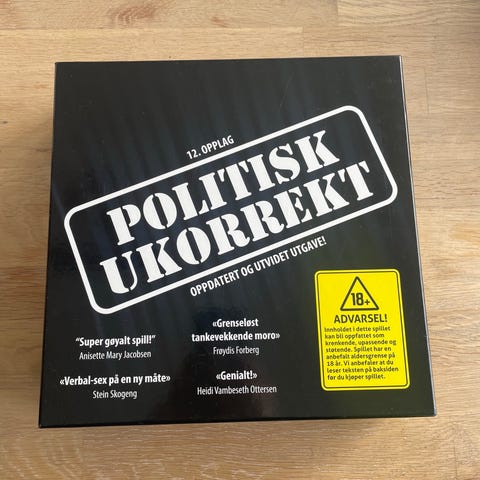 12. OPPLAG
POLITISK
UKORREKT
OPPDATERT OG UTVIDET UTGAVE!
"Super gøyalt spill!"
Anisette Mary Jacobsen
«Verbal-sex på en ny måte»
Stein Skogeng
«Grenseløst
tankevekkende moro»
Frøydis Forberg
«Genialt!»
Heidi Vambeseth Ottersen
18+
ADVARSEL!
Innholdet i dette spillet
kan bli oppfattet som
krenkende, upassende og
støtende. Spillet har en
anbefalt aldersgrense på
18 år. Vi anbefaler at du
leser teksten på baksiden
før du kjøper spillet.